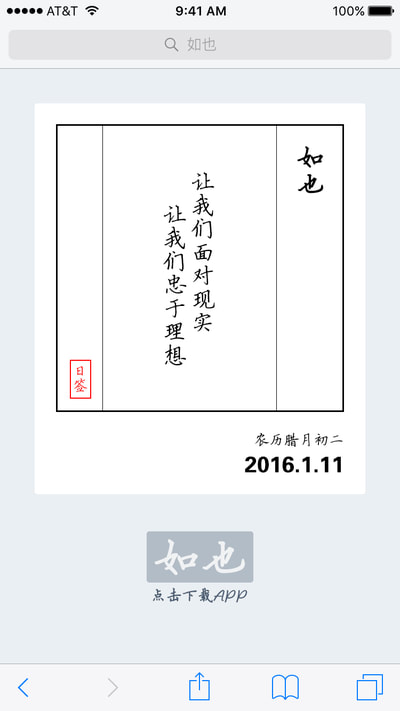 AT&T
9:41 AM
100%
如也
如也
让我们面对现实
让我们忠于理想
日签
农历腊月初二
2016.1.11
如也
点击下载APP